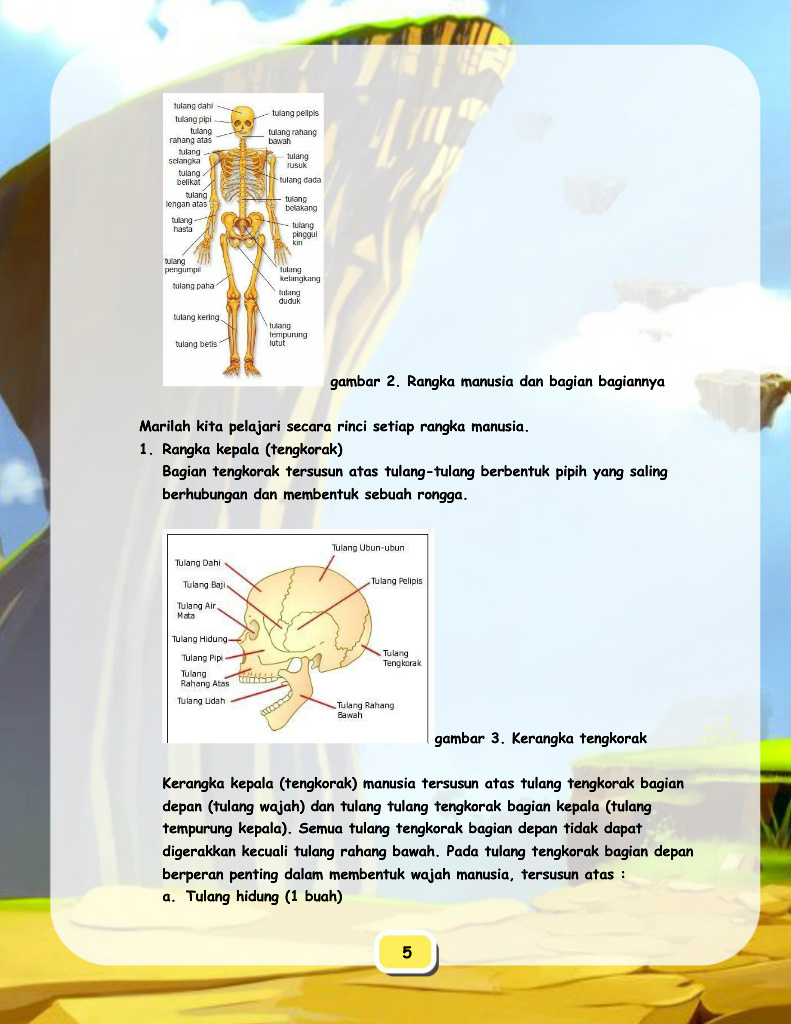 tulang dahi
tulang pelipis
tulang pipi
tulang
rahang atas
tulang rahang
bawah
tulang
selangka
tulang
rusuk
tulang
belikat
tulang dada
tulang
lengan atas
tulang
belakang
tulang
hasta
tulang
pinggul
kiri
tulang
pengumpil
tulang
kelangkang
tulang paha
tulang
duduk
tulang kering
tulang
tempurung
lutut
tulang betis
gambar 2. Rangka manusia dan bagian bagiannya
Marilah kita pelajari secara rinci setiap rangka manusia.
1. Rangka kepala (tengkorak)
Bagian tengkorak tersusun atas tulang-tulang berbentuk pipih yang saling
berhubungan dan membentuk sebuah rongga.
Tulang Ubun-ubun
Tulang Dahi
Tulang Pelipis
Tulang Baji
Tulang Air
Mata
Tulang Hidung
Tulang Pipi
Tulang
Tengkorak
Tulang
Rahang Atas
Tulang Lidah
Tulang Rahang
Bawah
gambar 3. Kerangka tengkorak
Kerangka kepala (tengkorak) manusia tersusun atas tulang tengkorak bagian
depan (tulang wajah) dan tulang tulang tengkorak bagian kepala (tulang
tempurung kepala). Semua tulang tengkorak bagian depan tidak dapat
digerakkan kecuali tulang rahang bawah. Pada tulang tengkorak bagian depan
berperan penting dalam membentuk wajah manusia, tersusun atas :
a. Tulang hidung (1 buah)
5